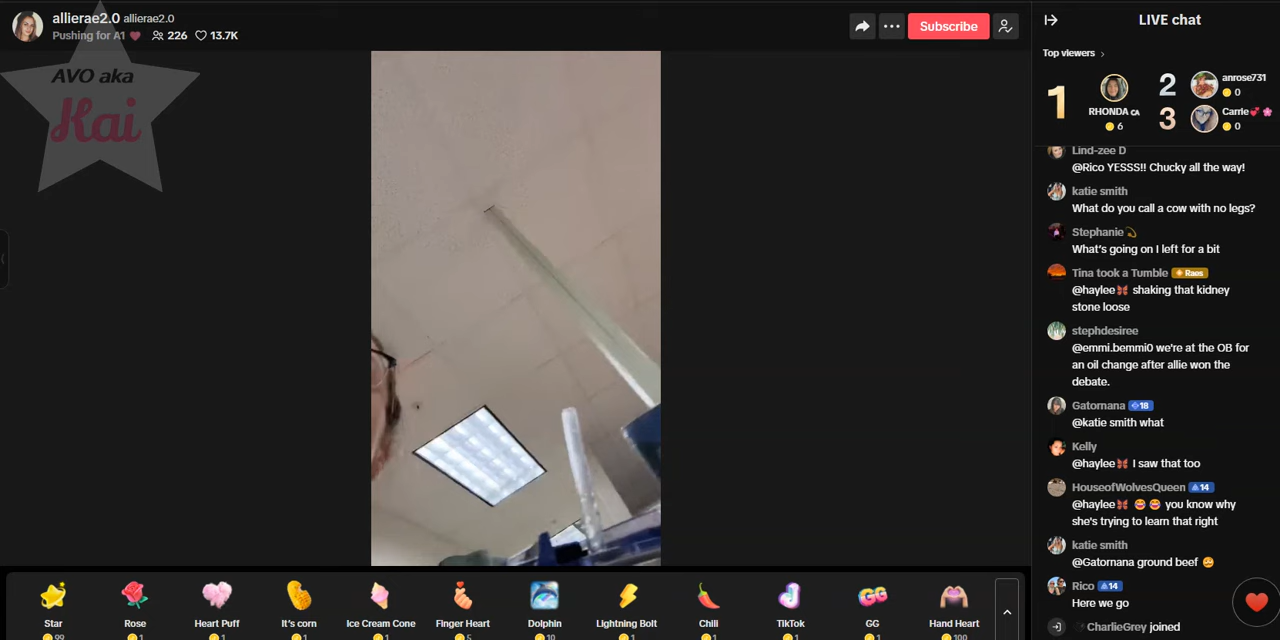 allierae2.0 allierae2.0
Pushing for A1 226 13.7K
AVO aka
Kai
Subscribe
LIVE chat
Top viewers
1
RHONDA CA
6
2
anrose731
0
3
Carrie
0
Lind-zee D
@Rico YESSS!! Chucky all the way!
katie smith
What do you call a cow with no legs?
Stephanie
What's going on I left for a bit
Tina took a Tumble Raes
@haylee shaking that kidney
stone loose
stephdesiree
@emmi.bemmi0 we're at the OB for
an oil change after allie won the
debate.
Gatornana 18
@katie smith what
Kelly
@haylee I saw that too
HouseofWolvesQueen 14
@haylee you know why
she's trying to learn that right
katie smith
@Gatornana ground beef
Rico 14
Here we go
CharlieGrey joined
Star
99
Rose
1
Heart Puff
1
It's corn
1
Ice Cream Cone
1
Finger Heart
5
Dolphin
10
Lightning Bolt
1
Chili
1
TikTok
1
GG
1
Hand Heart
100